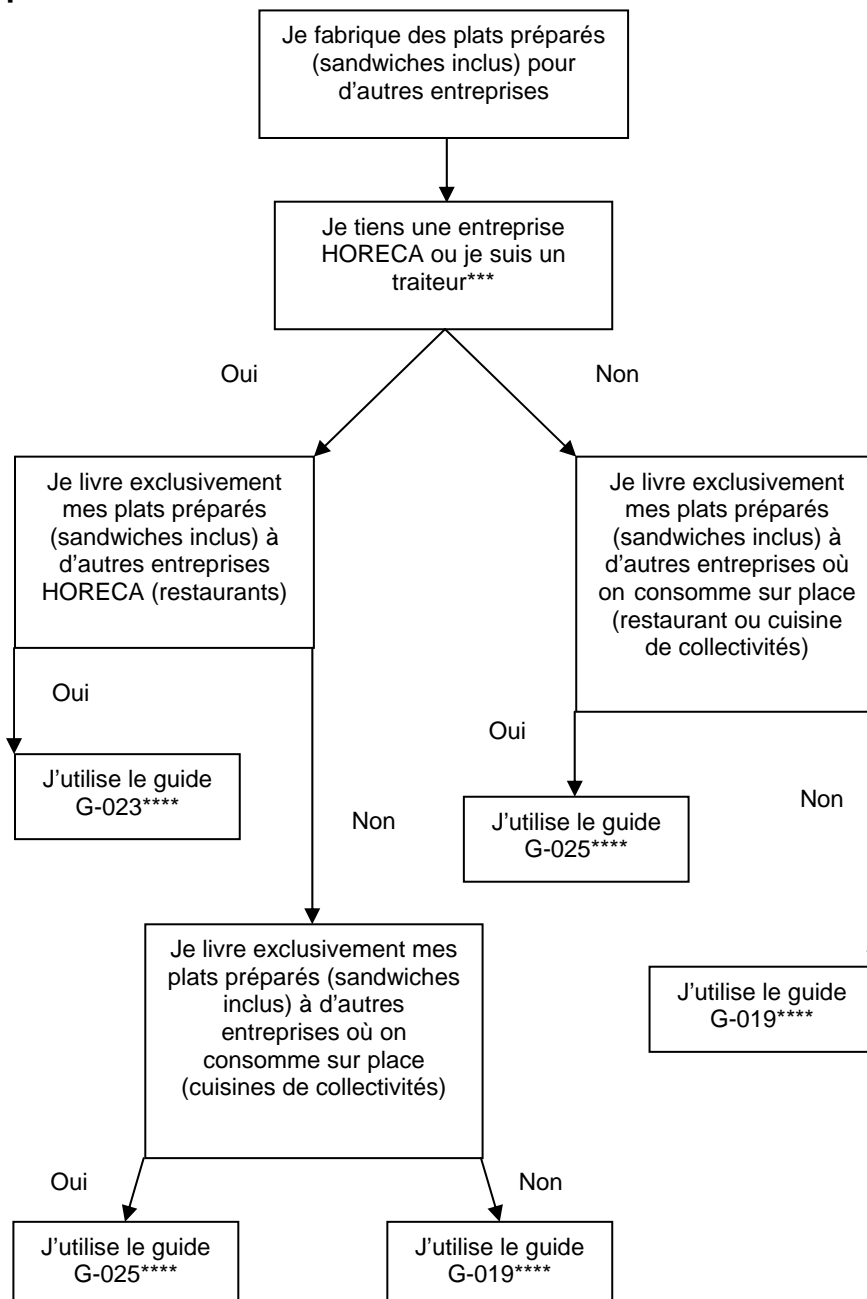 Je fabrique des plats préparés
(sandwiches inclus) pour
d'autres entreprises
Je tiens une entreprise
HORECA ou je suis un
traiteur***
Oui
Non
Je livre exclusivement
mes plats préparés
(sandwiches inclus) à
d'autres entreprises
HORECA (restaurants)
Je livre exclusivement
mes plats préparés
(sandwiches inclus) à
d'autres entreprises où
on consomme sur place
(restaurant ou cuisine
de collectivités)
Oui
Oui
J'utilise le guide
G-023****
Non
J'utilise le guide
G-025****
Non
Je livre exclusivement mes
plats préparés (sandwiches
inclus) à d'autres
entreprises où on
consomme sur place
(cuisines de collectivités)
J'utilise le guide
G-019****
Oui
Non
J'utilise le guide
G-025****
J'utilise le guide
G-019****